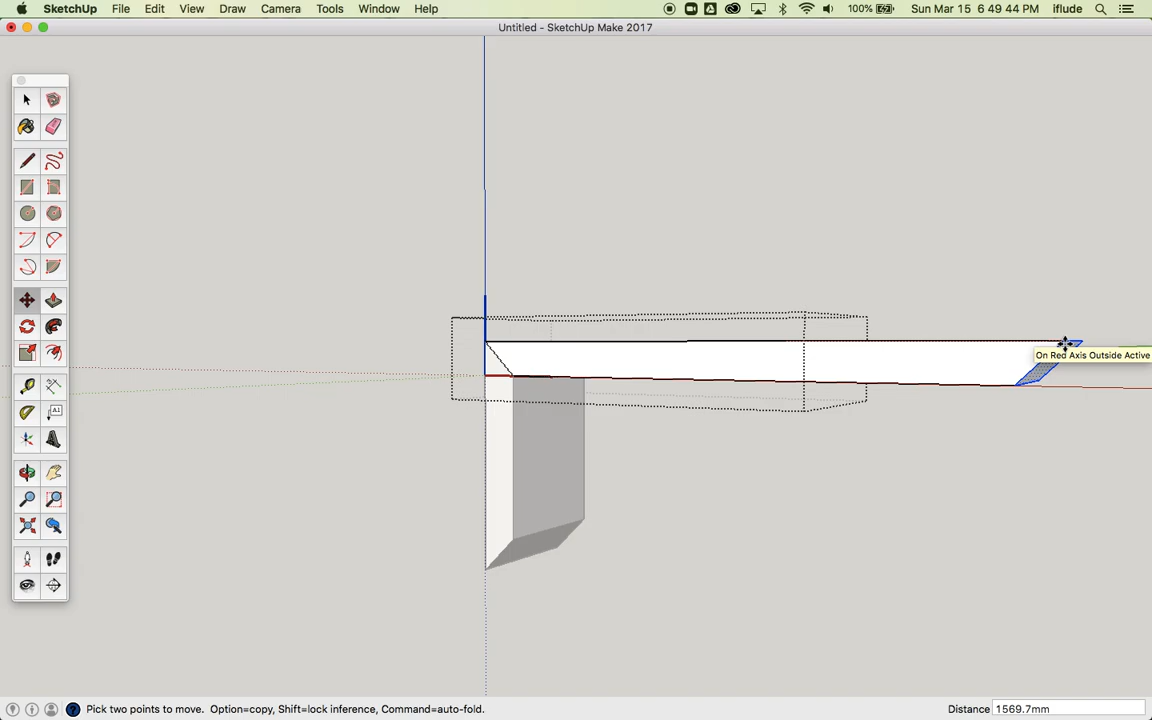 SketchUp File Edit View Draw Camera Tools Window Help 100% Sun Mar 15 6:49:44 PM iflude
Untitled - SketchUp Make 2017
On Red Axis Outside Active
A1
Pick two points to move. Option=copy, Shift=lock inference, Command=auto-fold. Distance 1569.7mm